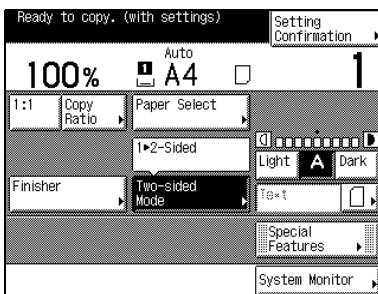 Ready to copy. (with settings)
Setting
Confirmation
100%
1
Auto
A4
1
1:1
Copy
Ratio
Paper Select
1▶2-Sided
Light
A
Dark
Finisher
Two-sided
Mode
Text
Special
Features
System Monitor